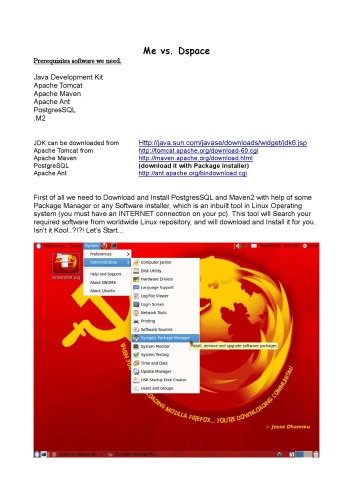 Me vs. Dspace
Prerequisites software we need.
Java Development Kit
Apache Tomcat
Apache Maven
Apache Ant
PostgresSQL
.M2
JDK can be downloaded from Http://java.sun.com/javase/downloads/widget/jdk6.jsp
Apache Tomcat from http://tomcat.apache.org/download-60.cgi
Apache Maven http://maven.apache.org/download.html
PostgresSQL (download it with Package installer)
Apache Ant http://ant.apache.org/bindownload.cgi
First of all we need to Download and Install PostgresSQL and Maven2 with help of some
Package Manager or any Software installer, which is an inbuilt tool in Linux Operating
system (you must have an INTERNET connection on your pc). This tool will Search your
required software from worldwide Linux repository, and will download and Install it for you.
Isn't it Kool..?!?! Let's Start...
Applications Places System
Screenshot.png
Preferences
Administration
Help and Support
About GNOME
About Ubuntu
Computer Janitor
Disk Utility
Hardware Drivers
Language Support
Log File Viewer
Login Screen
Network Tools
Printing
Software Sources
Synaptic Package Manager
Install, remove and upgrade software packages
System Monitor
System Testing
Time and Date
Update Manager
USB Startup Disk Creator
Users and Groups
DOWNLOADING MOZILLA FIREFOX... YOU'RE DOWNLOADING COMMUNISM!
:- Jesse Dhammu